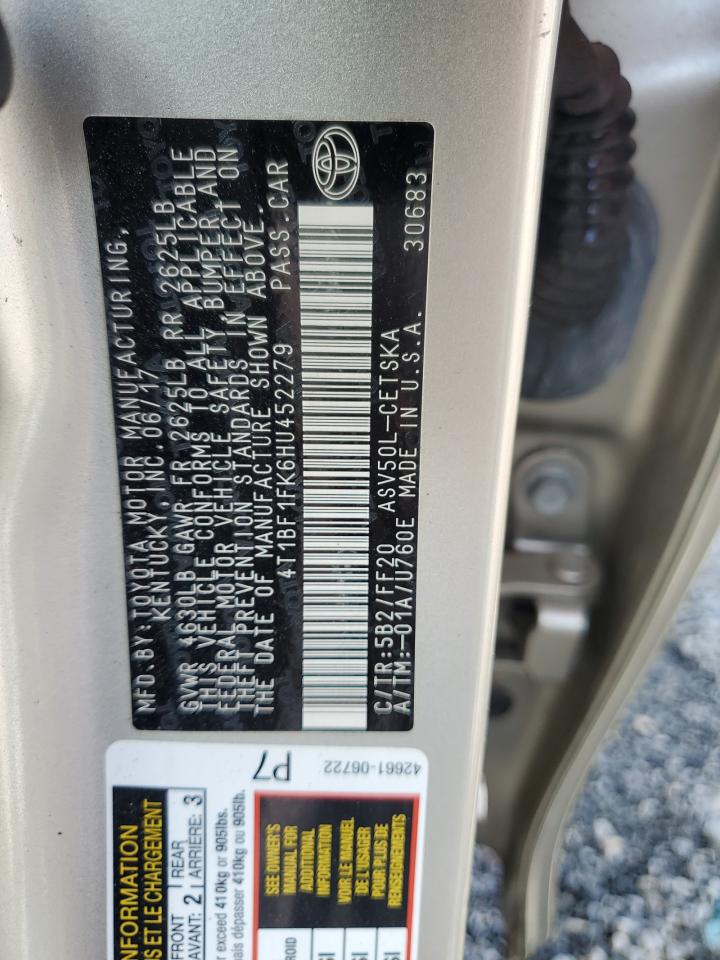 MFD. BY: TOYOTA MOTOR MANUFACTURING,
KENTUCKY, INC. 06/17
GVWR 4630LB GAWR FR 2625LB RR 2625LB
THIS VEHICLE CONFORMS TO ALL APPLICABLE
FEDERAL MOTOR VEHICLE SAFETY, BUMPER, AND
THEFT PREVENTION STANDARDS IN EFFECT ON
THE DATE OF MANUFACTURE SHOWN ABOVE.
4T1BF1FK6HU452279 PASS.CAR
C/TR:5B2/FF20 ASV50L-CETSKA
A/TM:-01A/U760E MADE IN U.S.A. 30683
INFORMATION
S ET LE CHARGEMENT
FRONT 2 REAR 3
AVANT: ARRIÈRE:
r exceed 410kg or 905lbs.
mais dépasser 410kg ou 905lb.
P7 42661-06722
SEE OWNER'S
MANUAL FOR
ADDITIONAL
INFORMATION
VOIR LE MANUEL
DE L'USAGER
POUR PLUS DE
RENSEIGNEMENTS